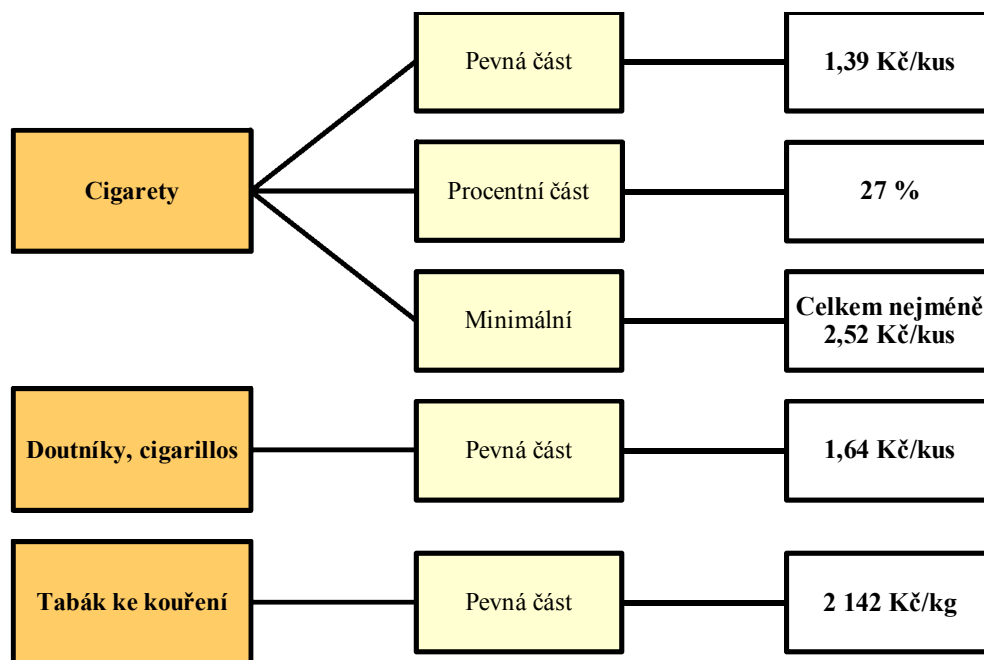 Cigarety
Pevná část
1,39 Kč/kus
Procentní část
27 %
Minimální
Celkem nejméně
2,52 Kč/kus
Doutníky, cigarillos
Pevná část
1,64 Kč/kus
Tabák ke kouření
Pevná část
2 142 Kč/kg